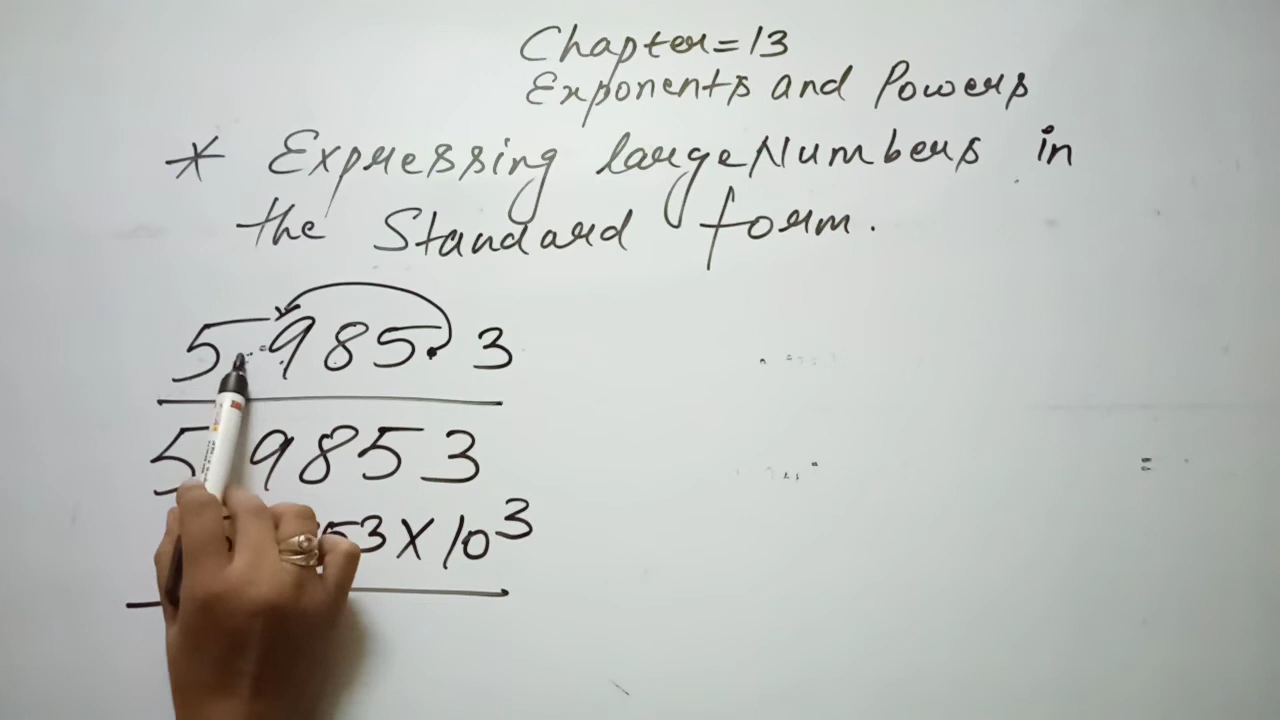 Chapter=13
Exponents and Powers
* Expressing large Numbers in
the Standard form.
5985.3
59853
53 X 10³